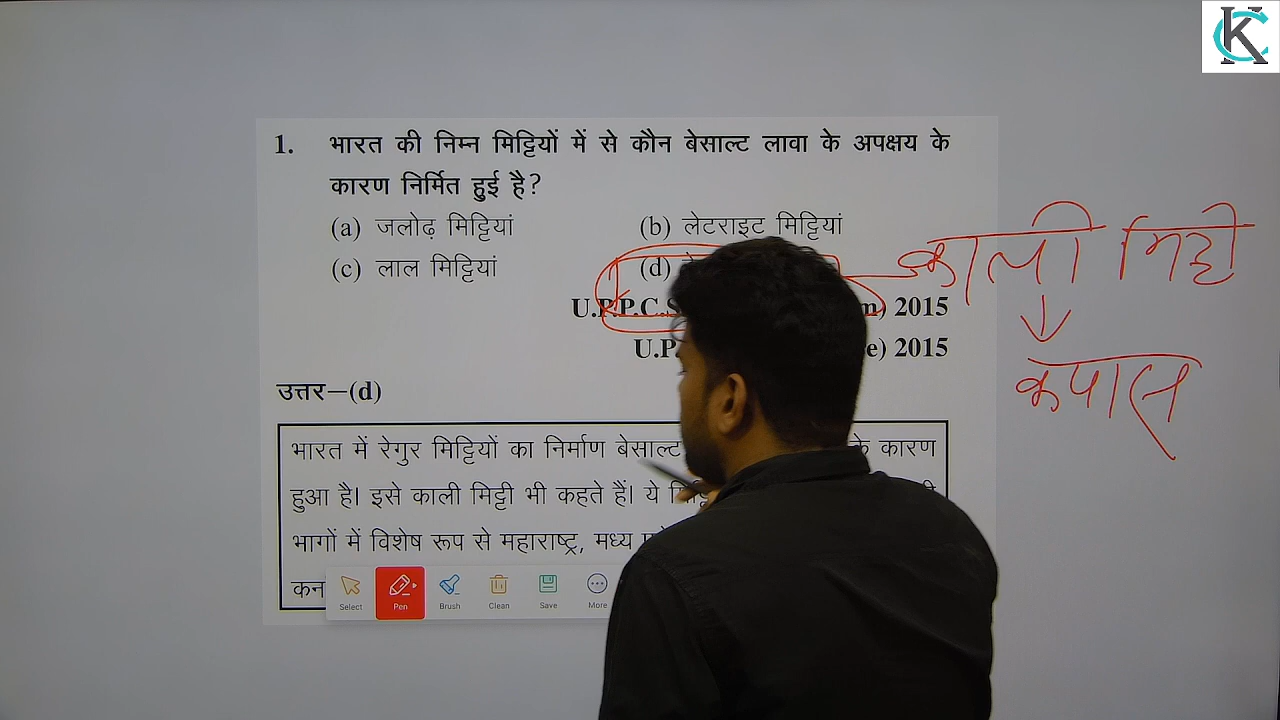 1. भारत की निम्न मिट्टियों में से कौन बेसाल्ट लावा के अपक्षय के
कारण निर्मित हुई है?
(a) जलोढ़ मिट्टियां (b) लेटराइट मिट्टियां
(c) लाल मिट्टियां (d)
काली मिट्टी
U.P.P.C.S 2015
U.P. 2015
कपास
उत्तर–(d)
भारत में रेगुर मिट्टियों का निर्माण बेसाल्ट के कारण
हुआ है। इसे काली मिट्टी भी कहते हैं। ये
भागों में विशेष रूप से महाराष्ट्र, मध्य
Select Pen Brush Clean Save More
KC